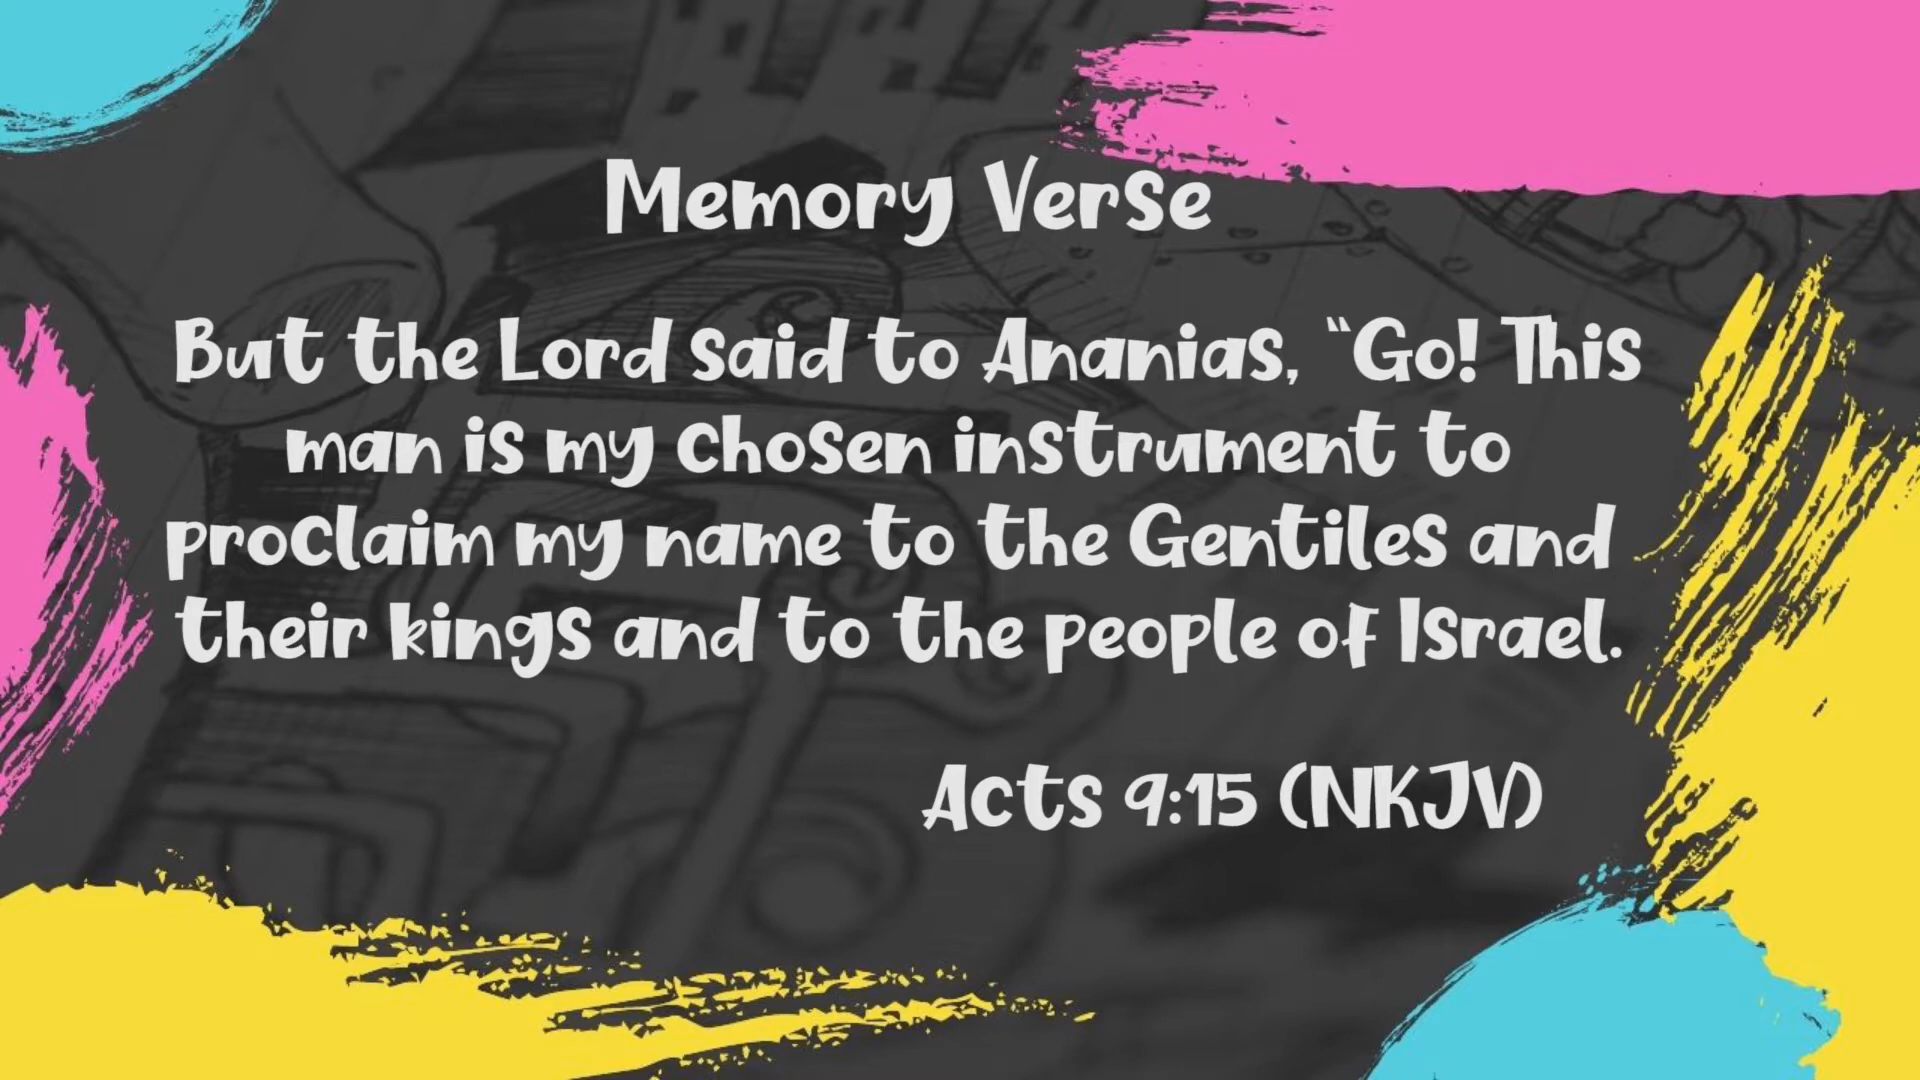 Memory Verse
But the Lord said to Ananias, “Go! This
man is my chosen instrument to
proclaim my name to the Gentiles and
their kings and to the people of Israel.
Acts 9:15 (NKJV)